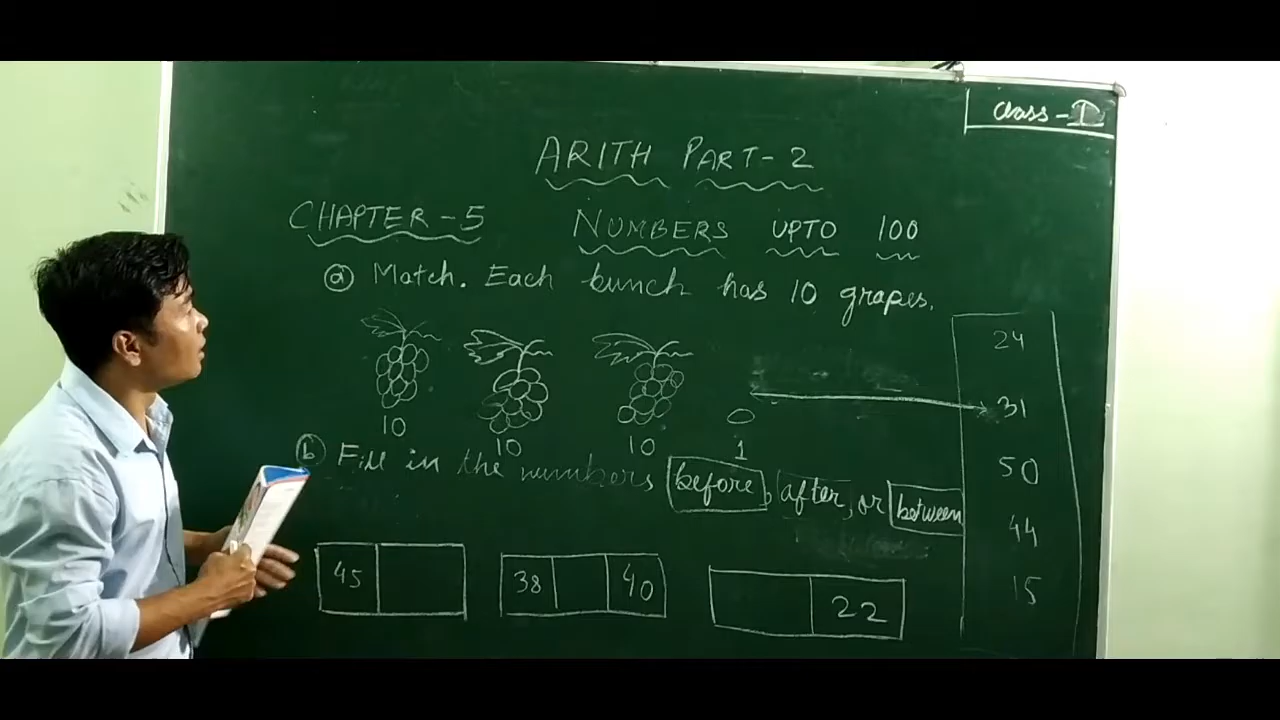 Class - I
ARITH PART - 2
CHAPTER - 5 NUMBERS UPTO 100
(a) Match. Each bunch has 10 grapes.
10 10 10 1
24
31
50
44
15
(b) Fill in the numbers before, after, or between
45
38 40
22